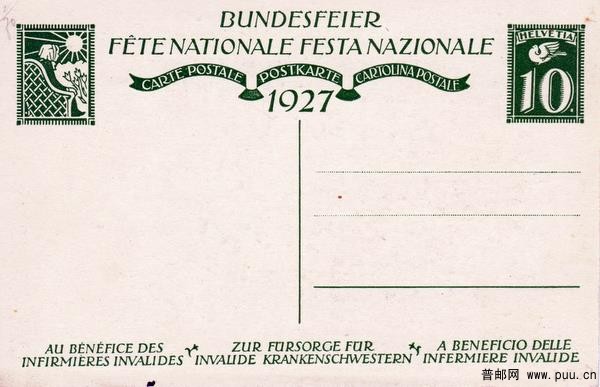 BUNDESFEIER
FÊTE NATIONALE FESTA NAZIONALE
CARTE POSTALE POSTKARTE CARTOLINA POSTALE
1927
HELVETIA
10
AU BÉNÉFICE DES
INFIRMIÈRES INVALIDES
ZUR FÜRSORGE FÜR
INVALIDE KRANKENSCHWESTERN
A BENEFICIO DELLE
INFERMIERE INVALIDE
普邮网 www.puu.cn